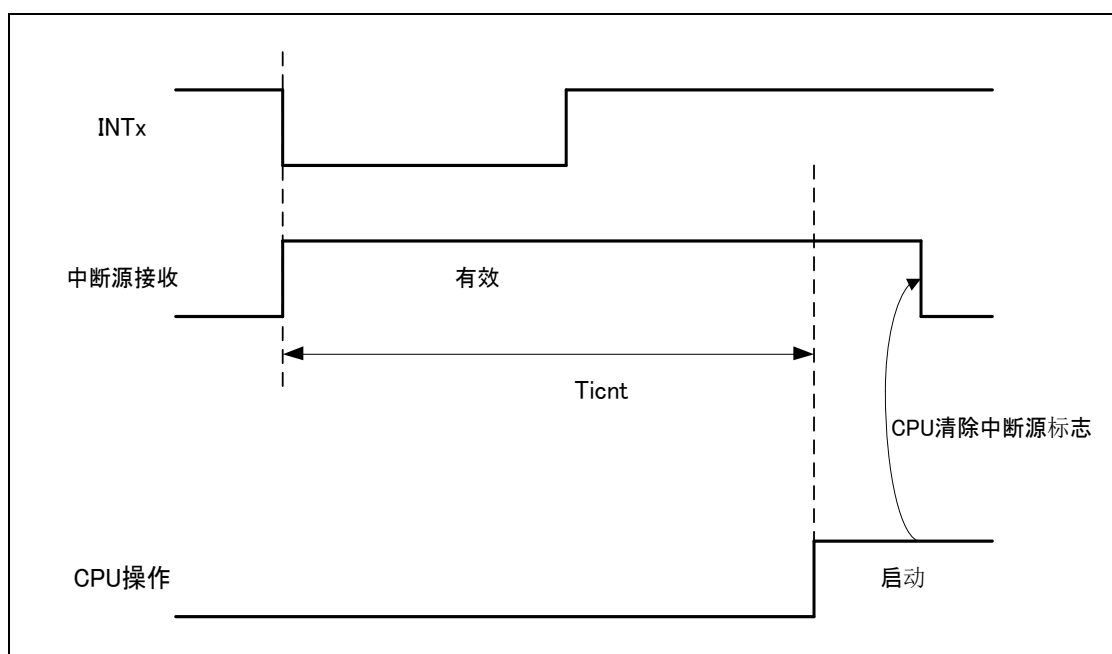 INTx
中断源接收
有效
Ticnt
CPU清除中断源标志
CPU操作
启动